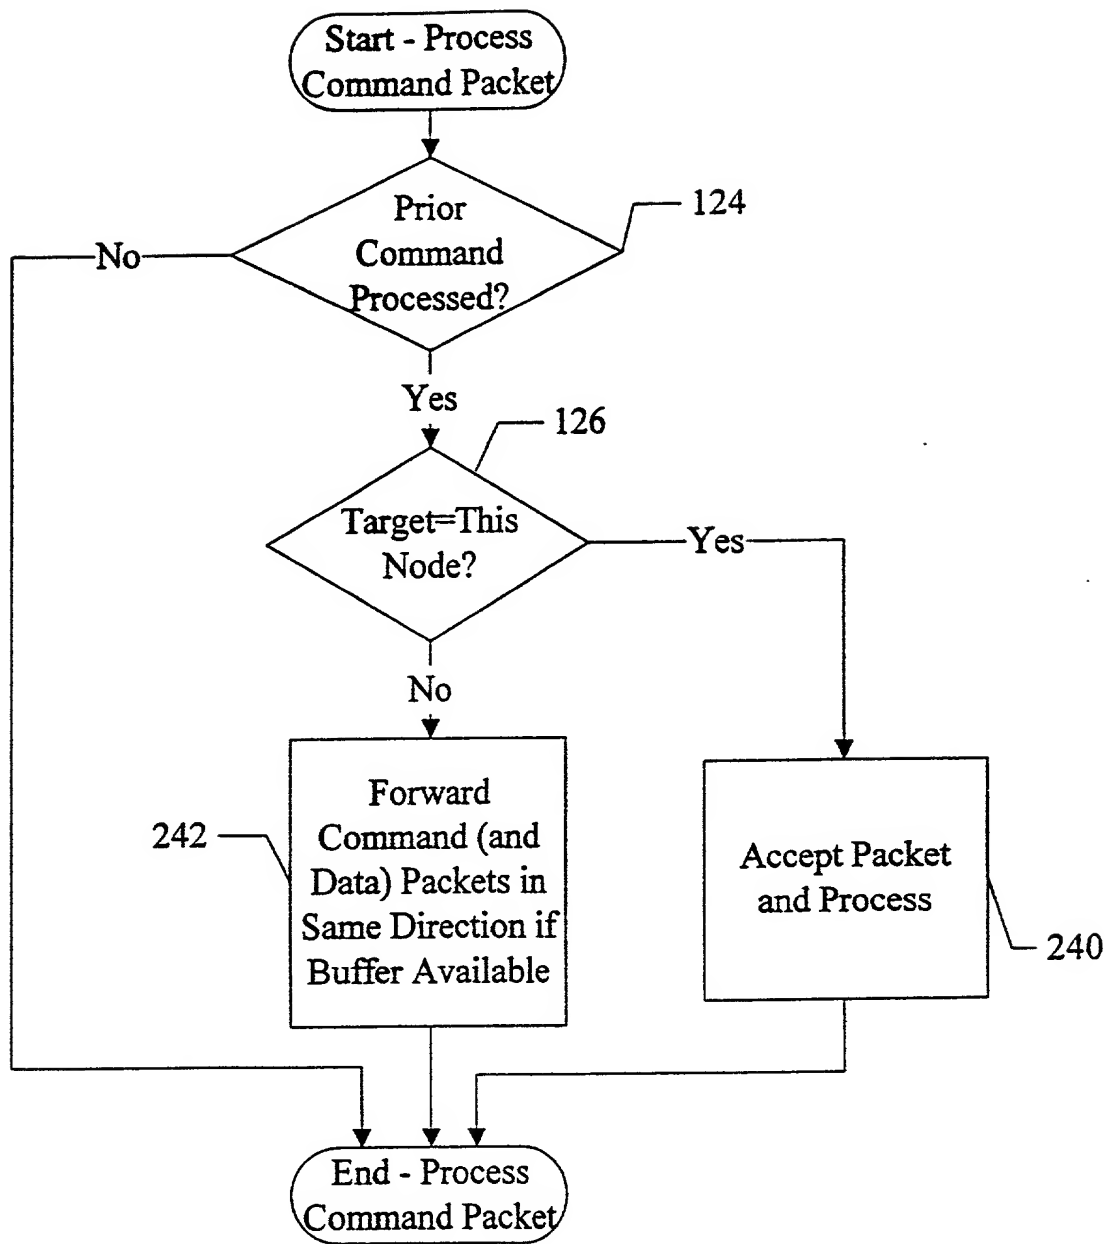 Start - Process
Command Packet
124
Prior
Command
Processed?
No
Yes
126
Target=This
Node?
Yes
No
242
Forward
Command (and
Data) Packets in
Same Direction if
Buffer Available
Accept Packet
and Process
240
End - Process
Command Packet